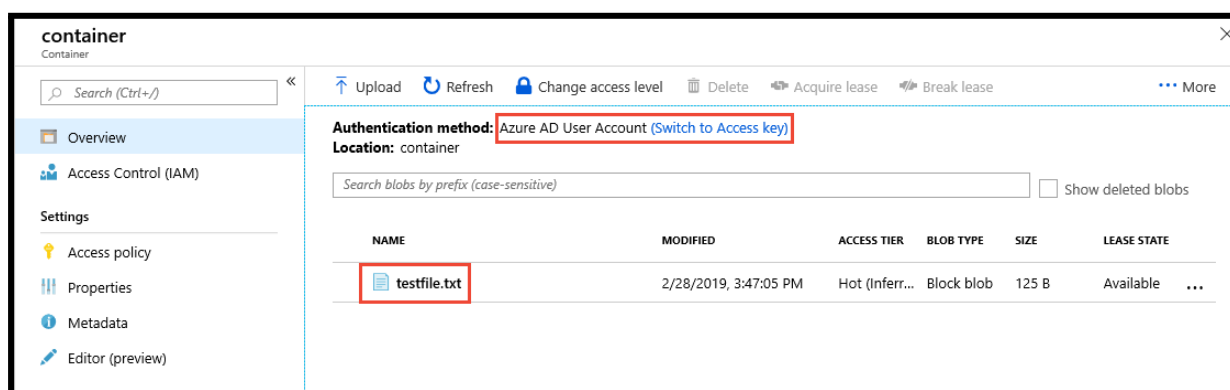 container
Container
Search (Ctrl+/)
«
Overview
Access Control (IAM)
Settings
Access policy
Properties
Metadata
Editor (preview)
Upload Refresh Change access level Delete Acquire lease Break lease ••• More
Authentication method: Azure AD User Account (Switch to Access key)
Location: container
Search blobs by prefix (case-sensitive)
Show deleted blobs
NAME MODIFIED ACCESS TIER BLOB TYPE SIZE LEASE STATE
testfile.txt 2/28/2019, 3:47:05 PM Hot (Inferr... Block blob 125 B Available ...